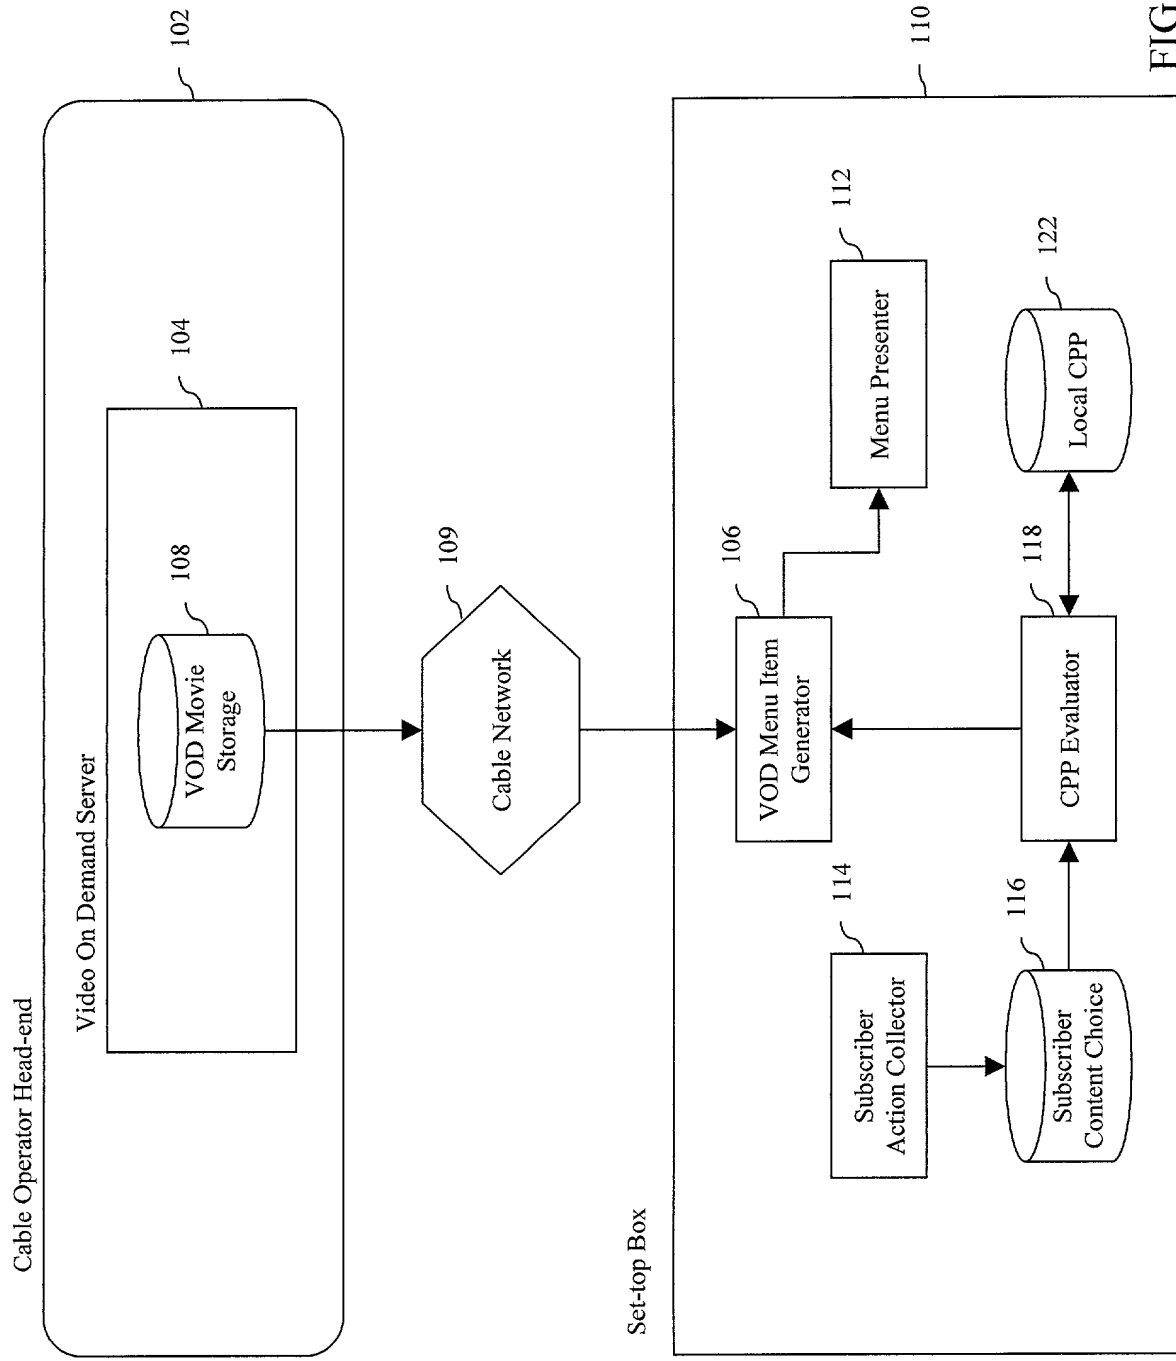 Cable Operator Head-end
102
Video On Demand Server
104
VOD Movie
Storage
108
Cable Network
109
Set-top Box
110
VOD Menu Item
Generator
106
Menu Presenter
112
Subscriber
Action Collector
114
Subscriber
Content Choice
116
CPP Evaluator
118
Local CPP
122
FIG